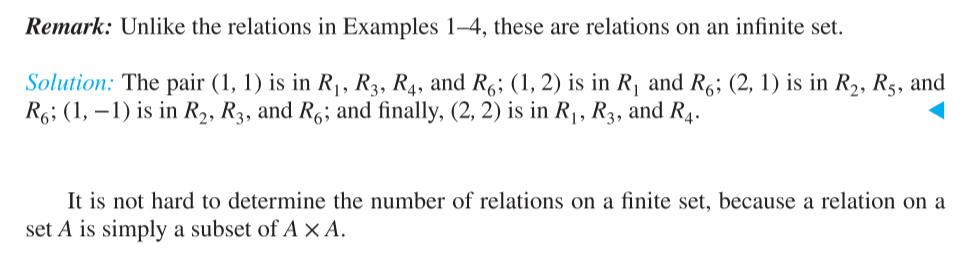 Remark: Unlike the relations in Examples 1–4, these are relations on an infinite set.
Solution: The pair (1, 1) is in R₁, R₃, R₄, and R₆; (1, 2) is in R₁ and R₆; (2, 1) is in R₂, R₅, and
R₆; (1, −1) is in R₂, R₃, and R₆; and finally, (2, 2) is in R₁, R₃, and R₄.
It is not hard to determine the number of relations on a finite set, because a relation on a
set A is simply a subset of A × A.